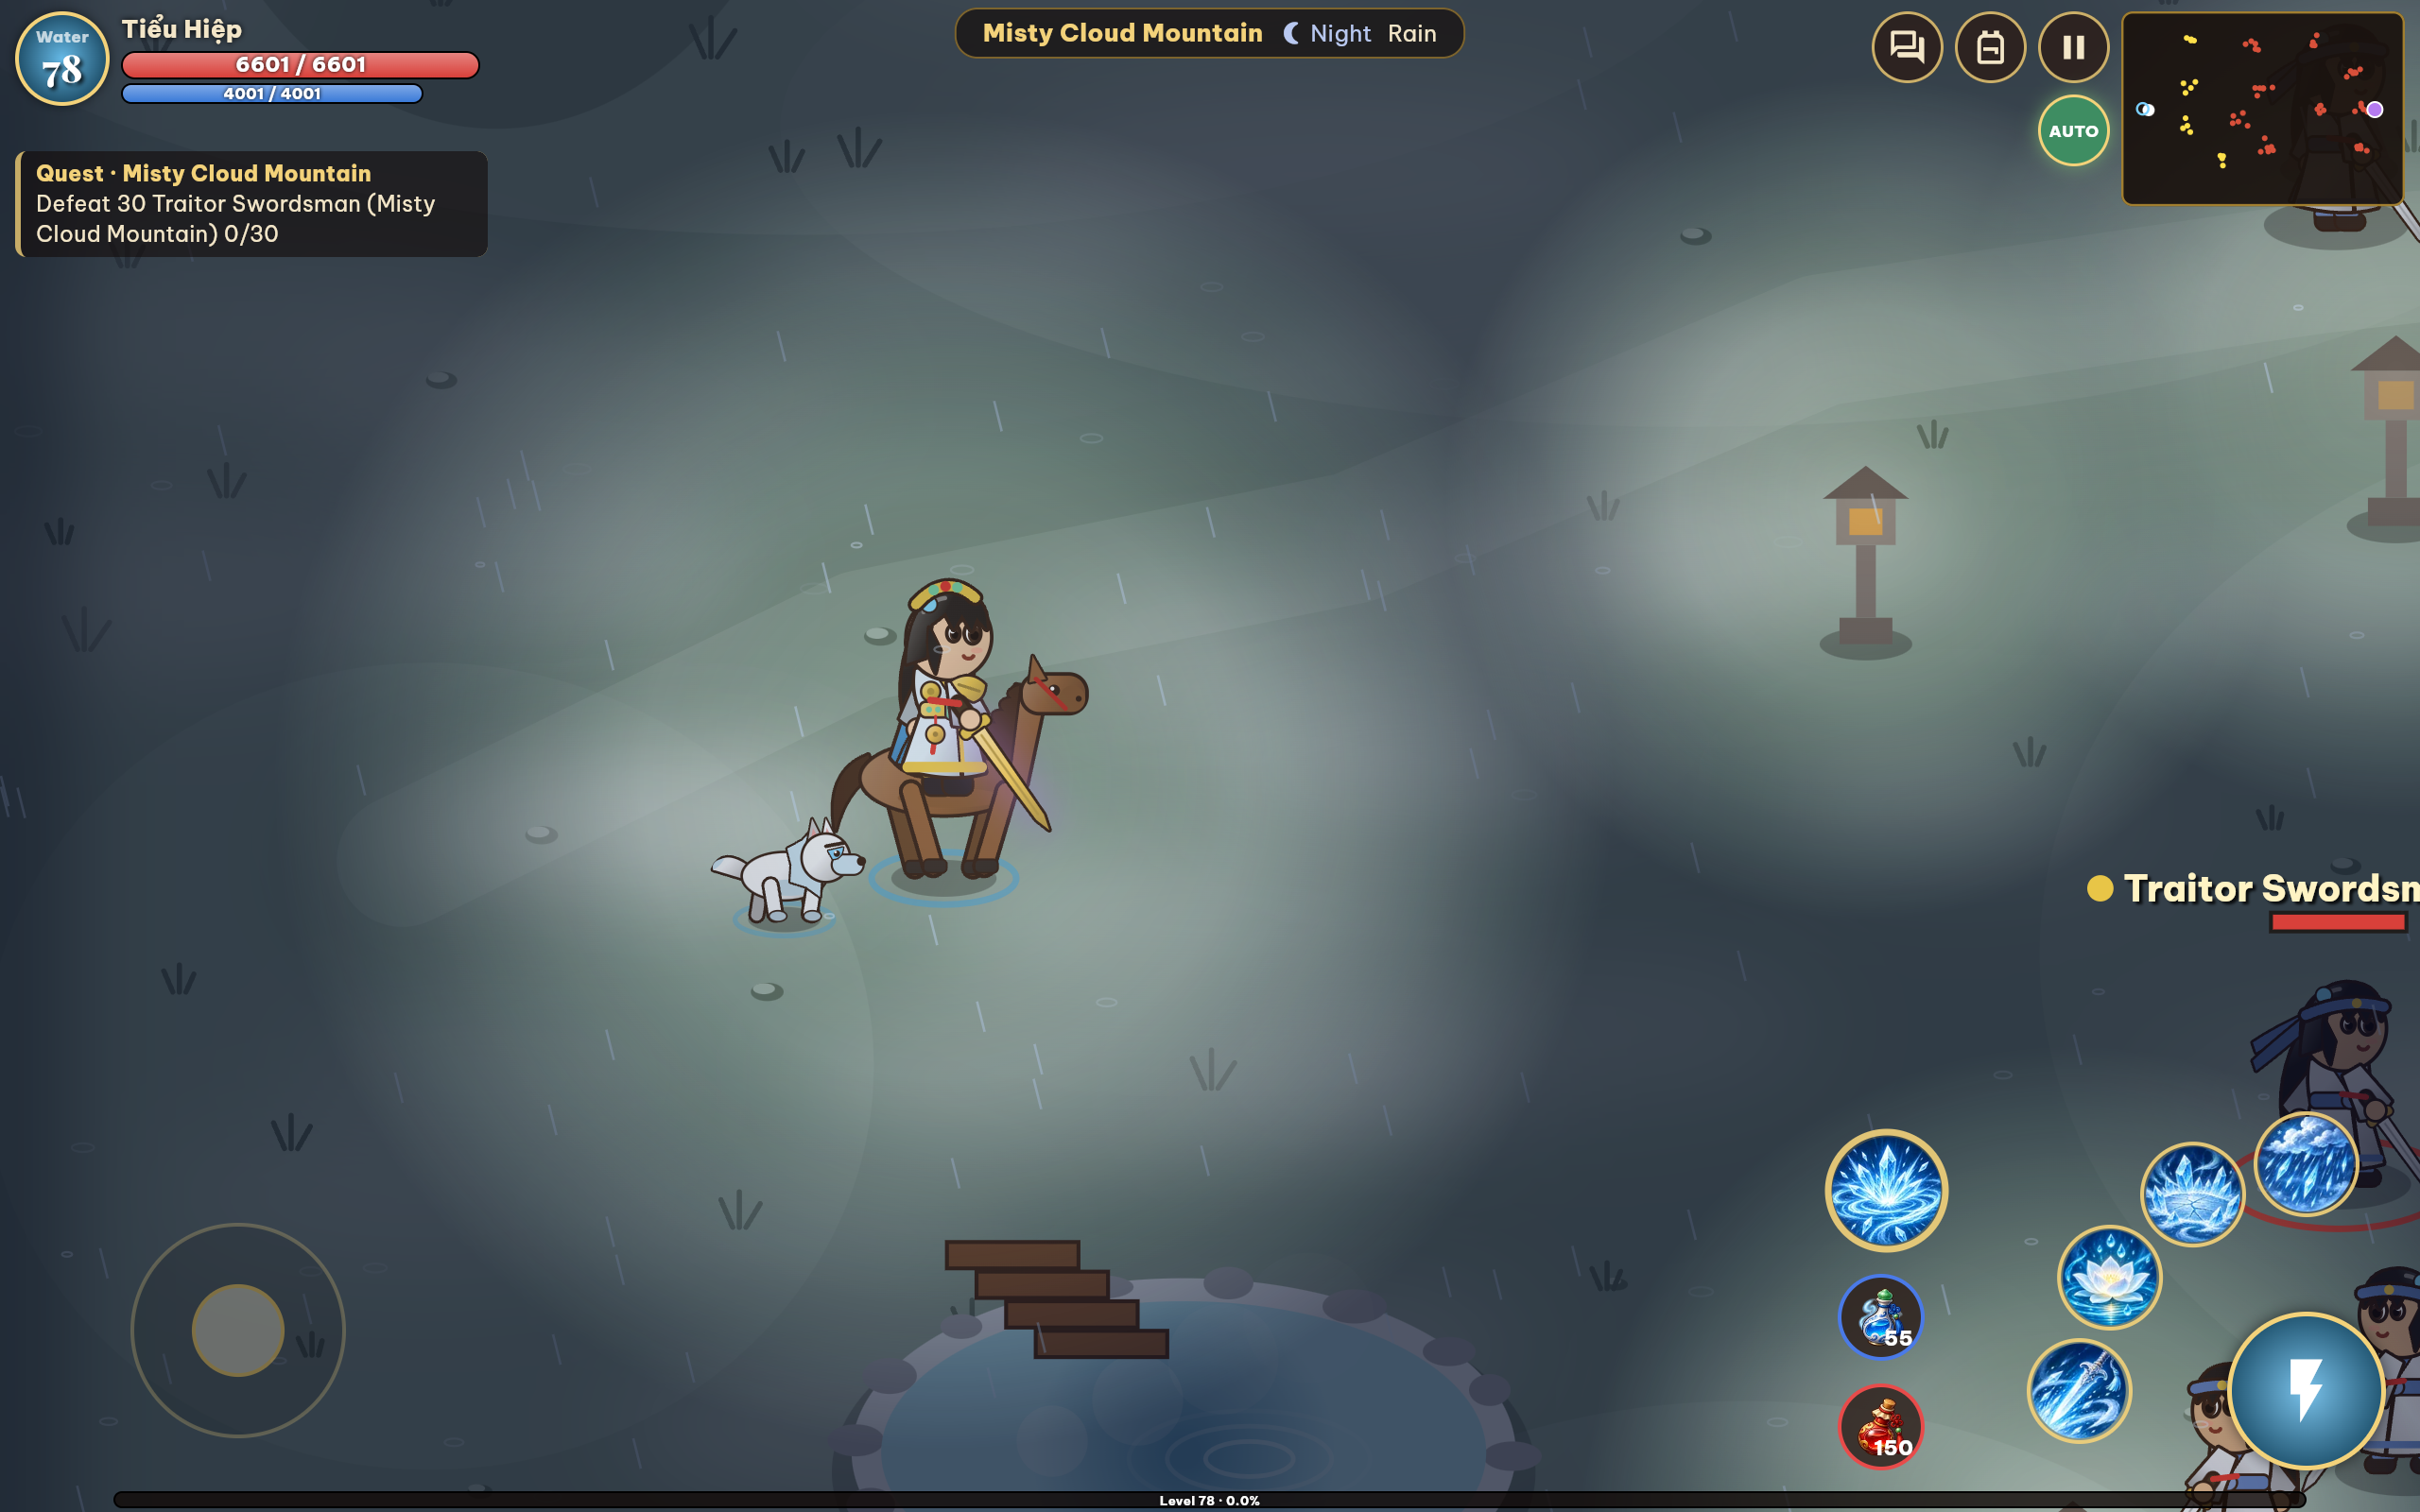 Water
78
Tiểu Hiệp
6601 / 6601
4001 / 4001
Misty Cloud Mountain Night Rain
AUTO
Quest · Misty Cloud Mountain
Defeat 30 Traitor Swordsman (Misty
Cloud Mountain) 0/30
Traitor Swordsm
55
150
Level 78 · 0.0%